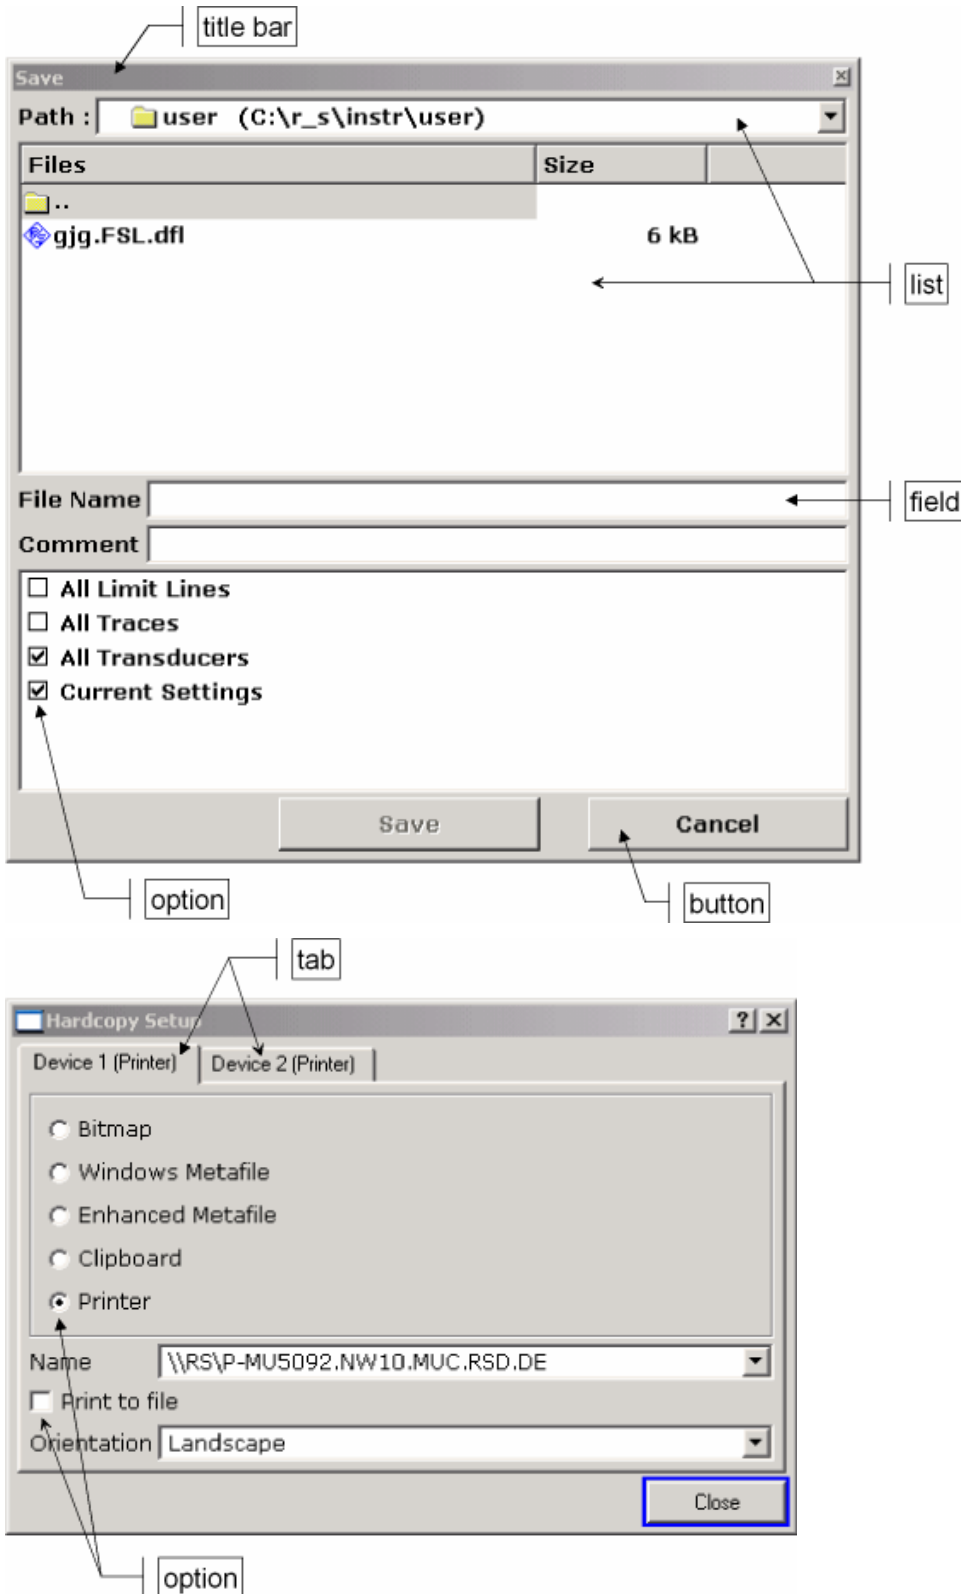 title bar
Save
Path : user (C:\r_s\instr\user)
Files Size
..
gjg.FSL.dfl 6 kB
list
File Name
field
Comment
All Limit Lines
All Traces
All Transducers
Current Settings
Save Cancel
option button
tab
Hardcopy Setup ?
Device 1 (Printer) Device 2 (Printer)
Bitmap
Windows Metafile
Enhanced Metafile
Clipboard
Printer
Name \\RS\P-MU5092.NW10.MUC.RSD.DE
Print to file
Orientation Landscape
Close
option